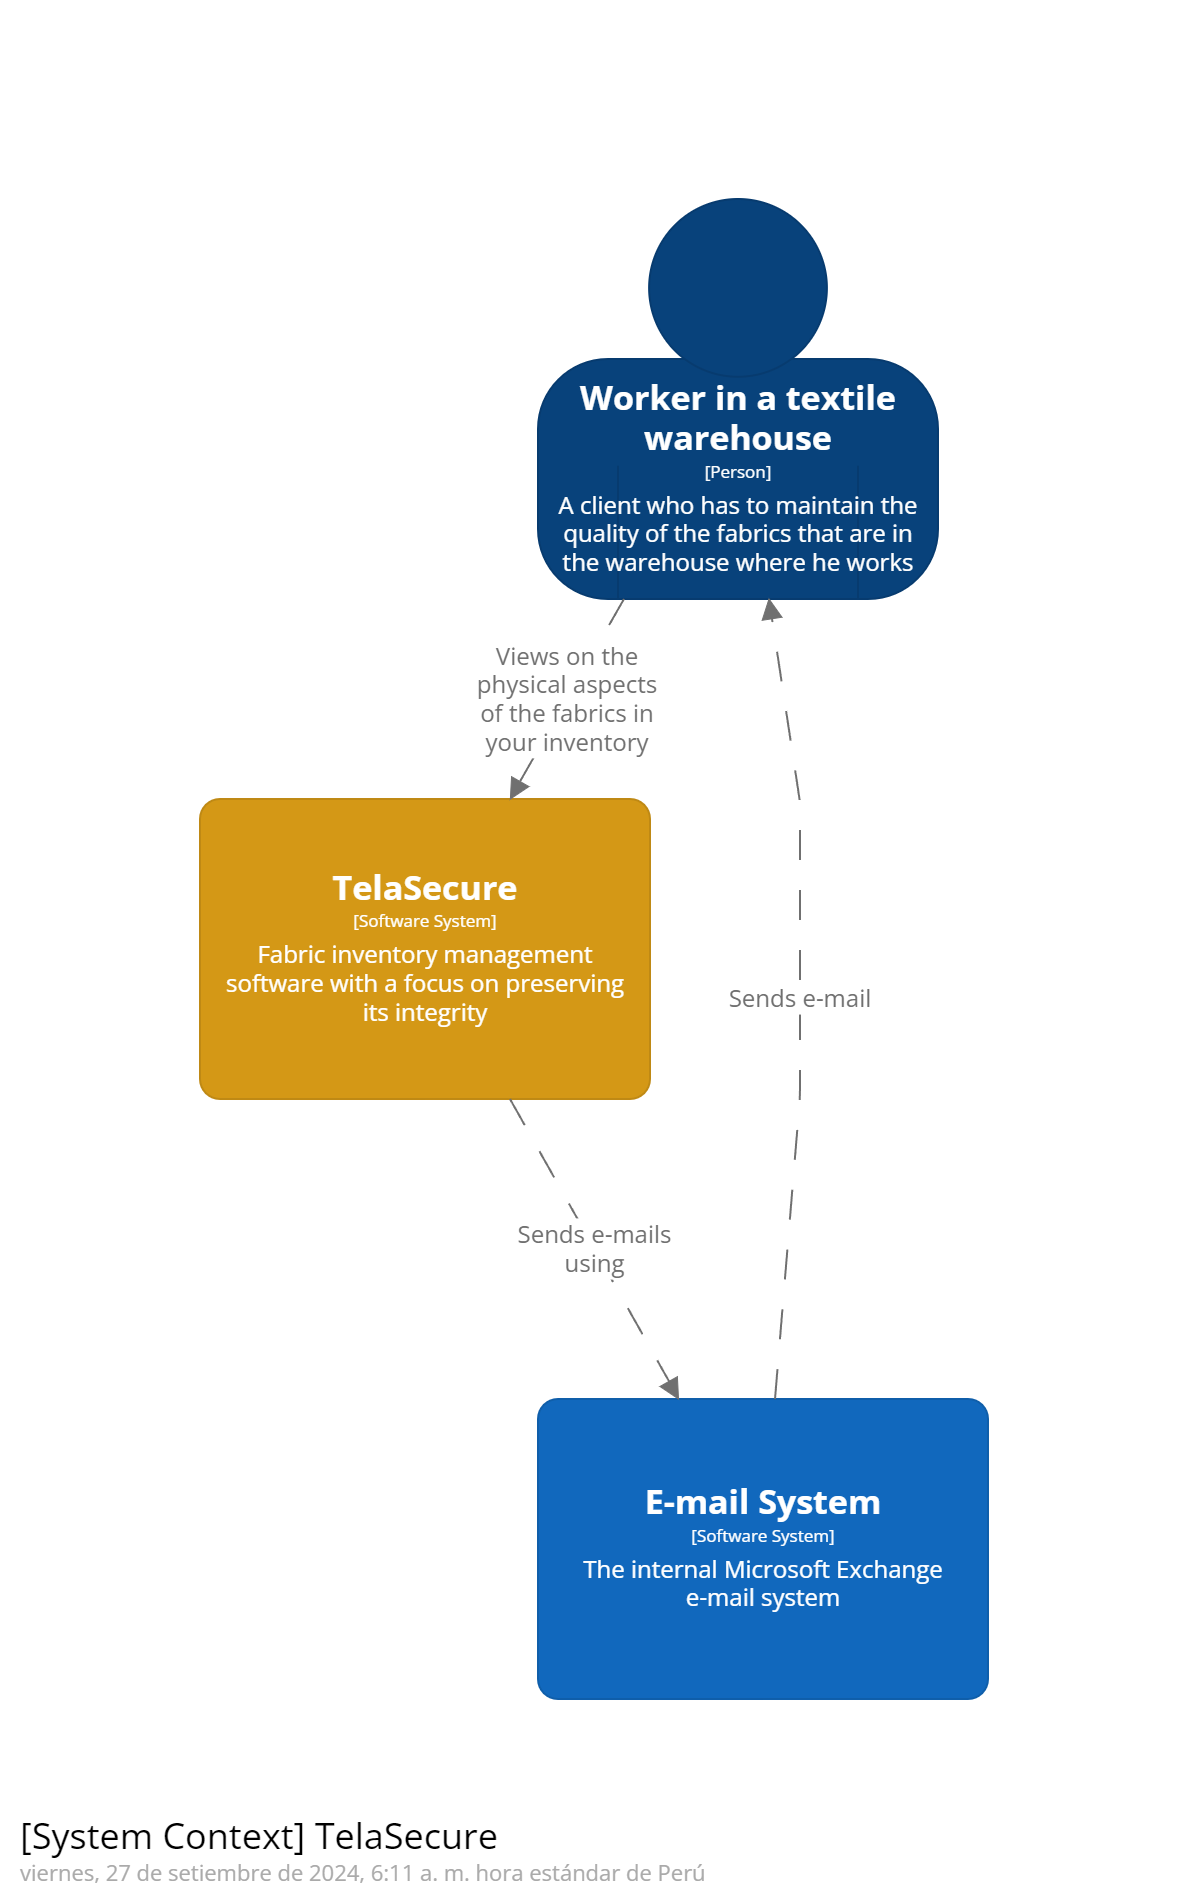 Worker in a textile
warehouse
[Person]
A client who has to maintain the
quality of the fabrics that are in
the warehouse where he works
Views on the
physical aspects
of the fabrics in
your inventory
TelaSecure
[Software System]
Fabric inventory management
software with a focus on preserving
its integrity
Sends e-mail
Sends e-mails
using
E-mail System
[Software System]
The internal Microsoft Exchange
e-mail system
[System Context] TelaSecure
viernes, 27 de setiembre de 2024, 6:11 a. m. hora estándar de Perú